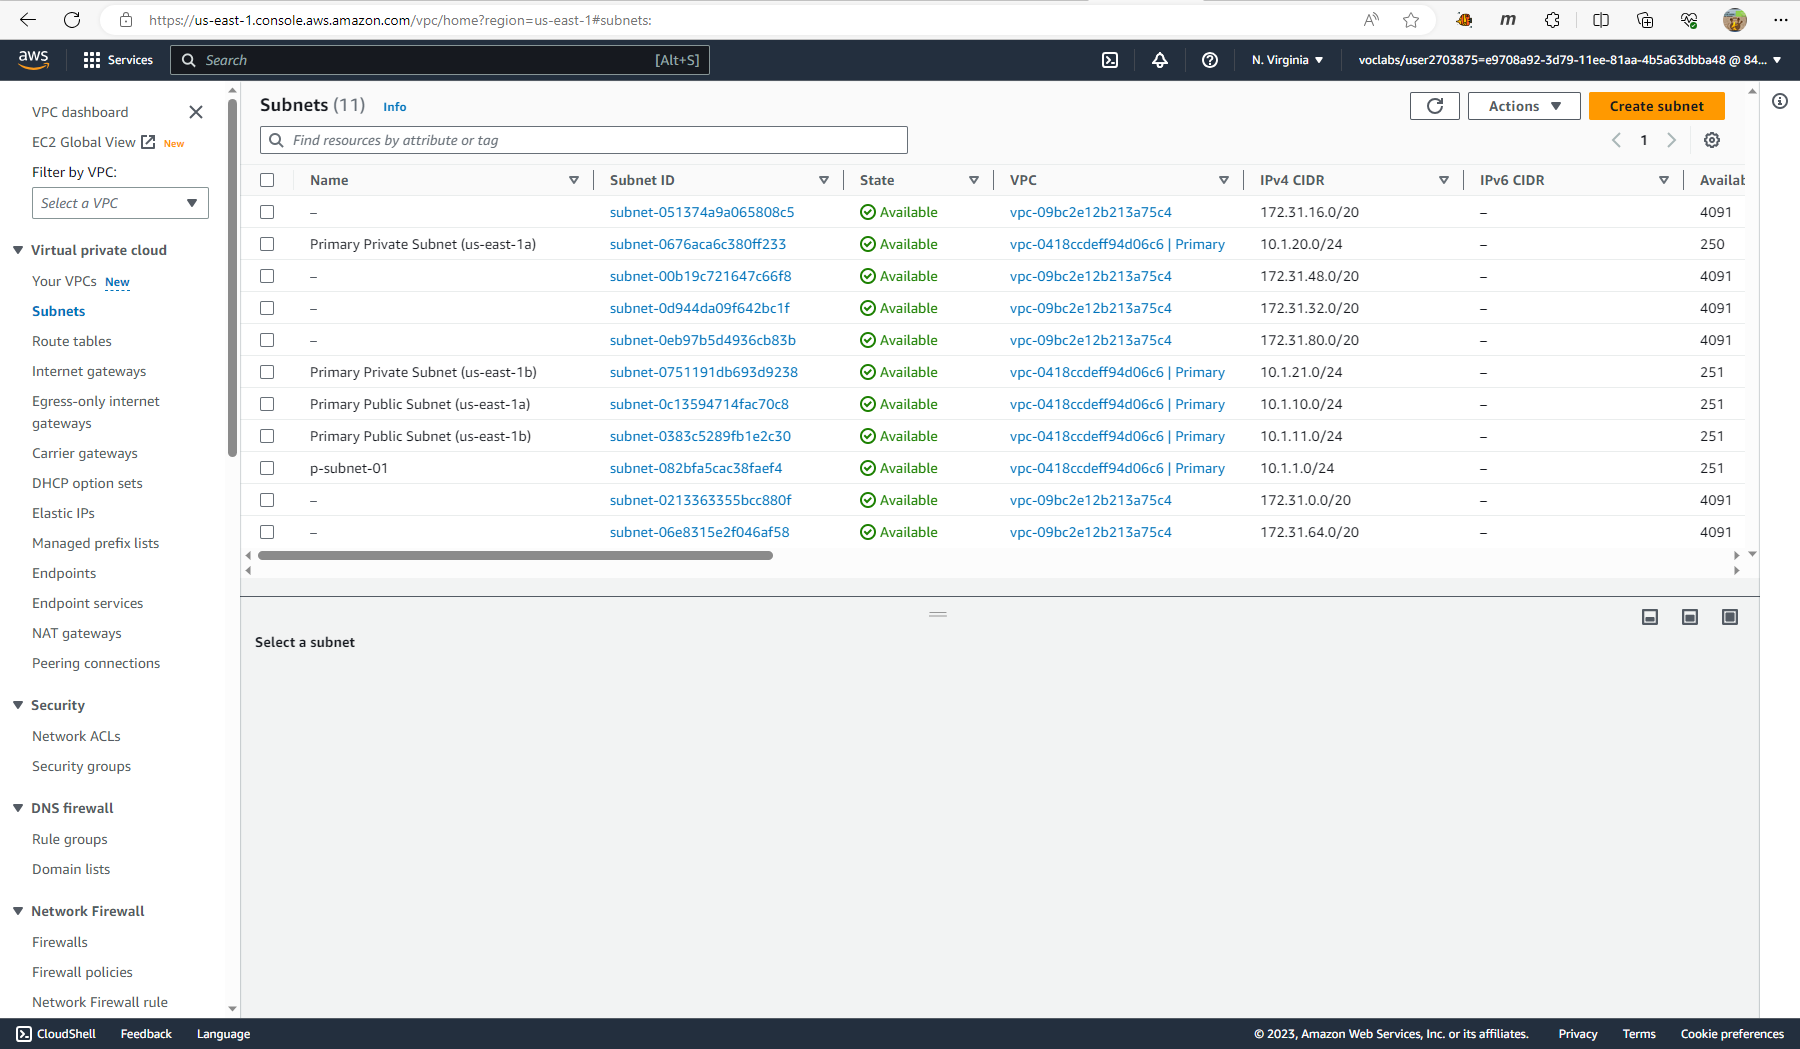 https://us-east-1.console.aws.amazon.com/vpc/home?region=us-east-1#subnets:
aws Services Search [Alt+S] N. Virginia voclabs/user2703875=e9708a92-3d79-11ee-81aa-4b5a63dbba48 @ 84...
VPC dashboard
EC2 Global View New
Filter by VPC:
Select a VPC
Virtual private cloud
Your VPCs New
Subnets
Route tables
Internet gateways
Egress-only internet
gateways
Carrier gateways
DHCP option sets
Elastic IPs
Managed prefix lists
Endpoints
Endpoint services
NAT gateways
Peering connections
Security
Network ACLs
Security groups
DNS firewall
Rule groups
Domain lists
Network Firewall
Firewalls
Firewall policies
Network Firewall rule
Subnets (11) Info
Actions Create subnet
Find resources by attribute or tag
1
Name Subnet ID State VPC IPv4 CIDR IPv6 CIDR Availab
– subnet-051374a9a065808c5 Available vpc-09bc2e12b213a75c4 172.31.16.0/20 – 4091
Primary Private Subnet (us-east-1a) subnet-0676aca6c380ff233 Available vpc-0418ccdeff94d06c6 | Primary 10.1.20.0/24 – 250
– subnet-00b19c721647c66f8 Available vpc-09bc2e12b213a75c4 172.31.48.0/20 – 4091
– subnet-0d944da09f642bc1f Available vpc-09bc2e12b213a75c4 172.31.32.0/20 – 4091
– subnet-0eb97b5d4936cb83b Available vpc-09bc2e12b213a75c4 172.31.80.0/20 – 4091
Primary Private Subnet (us-east-1b) subnet-0751191db693d9238 Available vpc-0418ccdeff94d06c6 | Primary 10.1.21.0/24 – 251
Primary Public Subnet (us-east-1a) subnet-0c13594714fac70c8 Available vpc-0418ccdeff94d06c6 | Primary 10.1.10.0/24 – 251
Primary Public Subnet (us-east-1b) subnet-0383c5289fb1e2c30 Available vpc-0418ccdeff94d06c6 | Primary 10.1.11.0/24 – 251
p-subnet-01 subnet-082bfa5cac38faef4 Available vpc-0418ccdeff94d06c6 | Primary 10.1.1.0/24 – 251
– subnet-0213363355bcc880f Available vpc-09bc2e12b213a75c4 172.31.0.0/20 – 4091
– subnet-06e8315e2f046af58 Available vpc-09bc2e12b213a75c4 172.31.64.0/20 – 4091
Select a subnet
CloudShell Feedback Language © 2023, Amazon Web Services, Inc. or its affiliates. Privacy Terms Cookie preferences